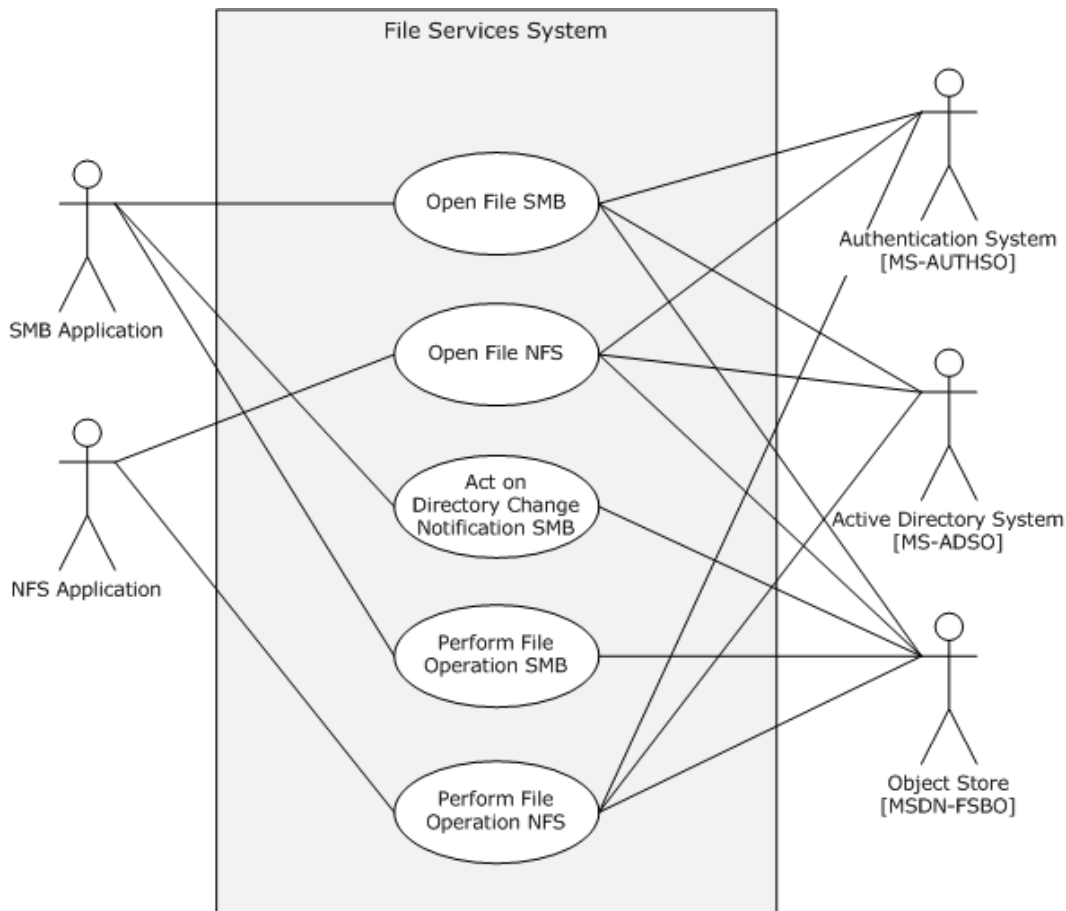 File Services System
Open File SMB
Authentication System
[MS-AUTHSO]
SMB Application
Open File NFS
Act on
Directory Change
Notification SMB
Active Directory System
[MS-ADSO]
NFS Application
Perform File
Operation SMB
Perform File
Operation NFS
Object Store
[MSDN-FSBO]